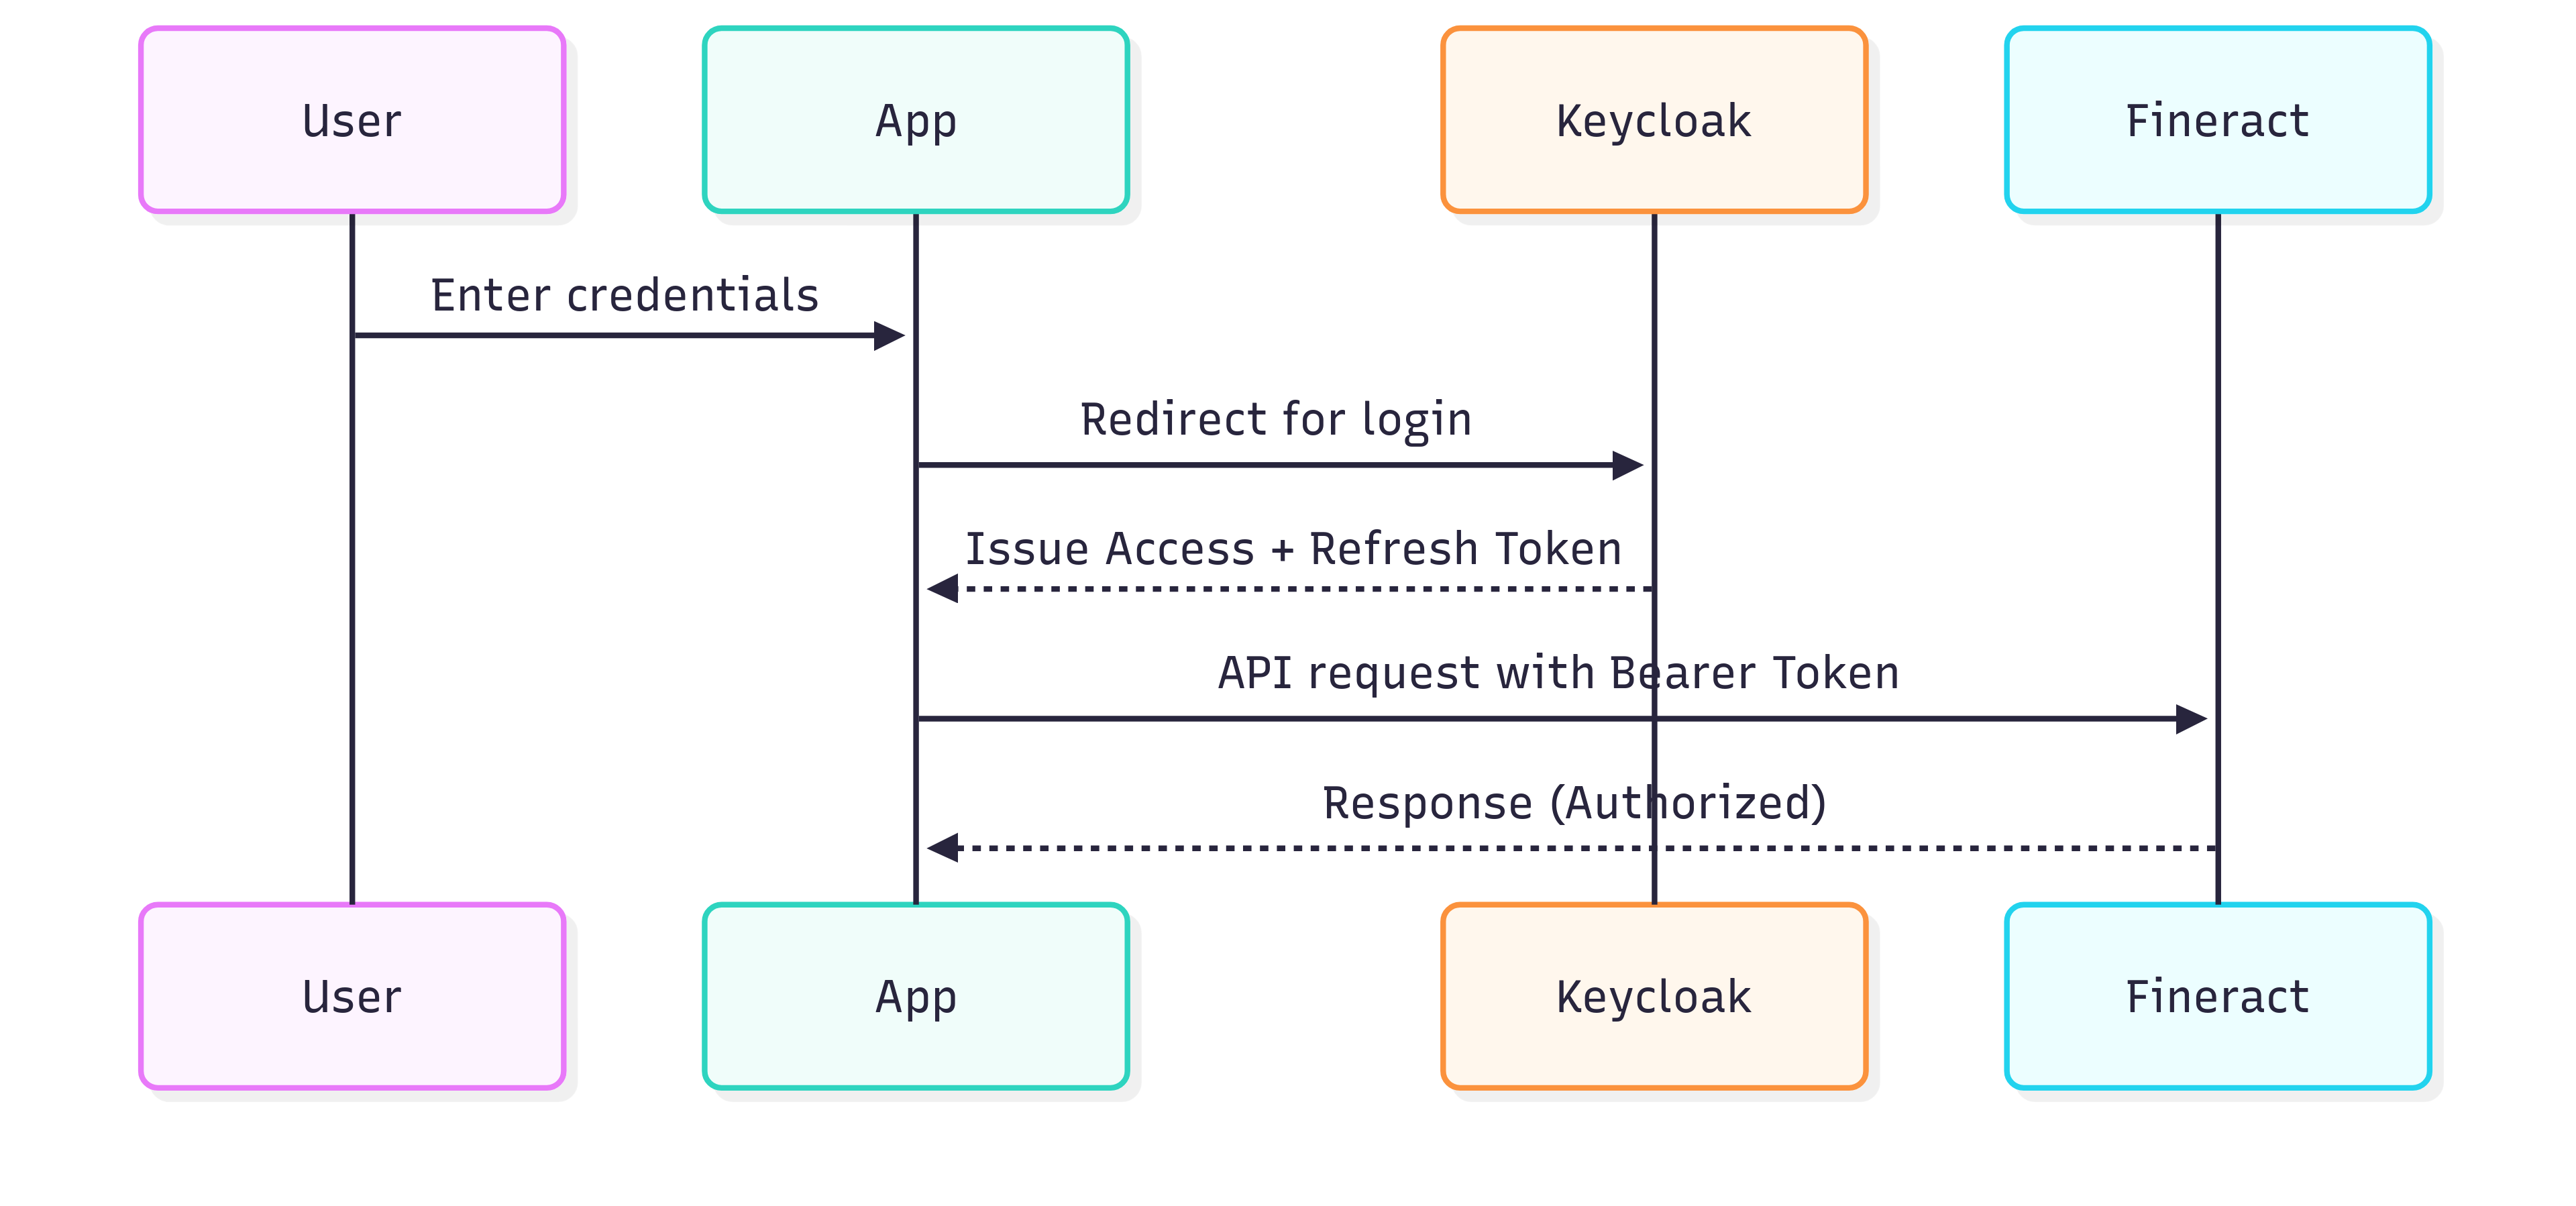 User
App
Keycloak
Fineract
Enter credentials
Redirect for login
Issue Access + Refresh Token
API request with Bearer Token
Response (Authorized)
User
App
Keycloak
Fineract